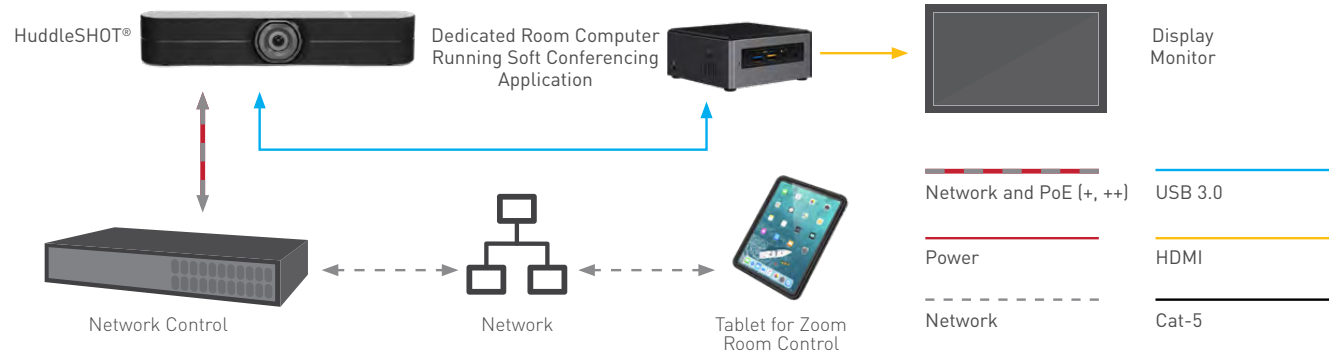 HuddleSHOT®
Dedicated Room Computer
Running Soft Conferencing
Application
Display
Monitor
Network and PoE (+, ++)
USB 3.0
Power
HDMI
Network
Cat-5
Network Control
Network
Tablet for Zoom
Room Control